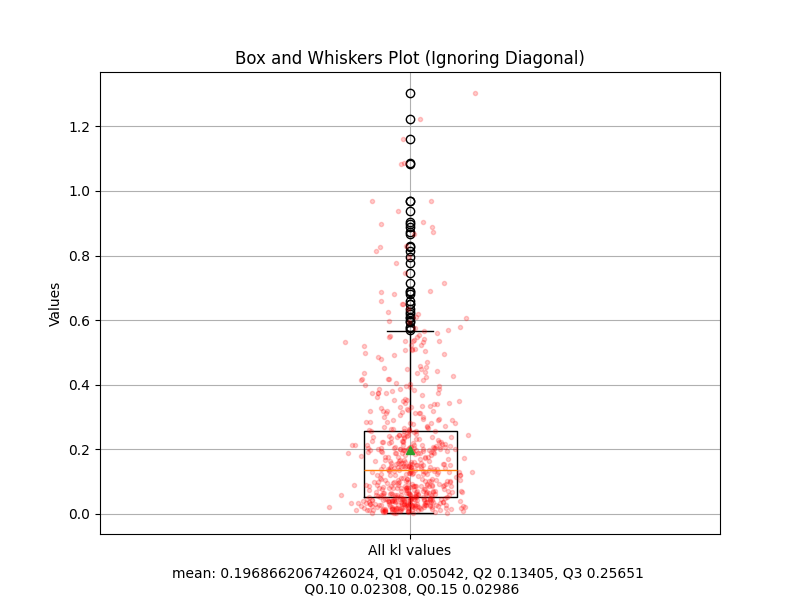 Box and Whiskers Plot (Ignoring Diagonal)
1.2
1.0
0.8
0.6
0.4
0.2
0.0
Values
All kl values
mean: 0.1968662067426024, Q1 0.05042, Q2 0.13405, Q3 0.25651
Q0.10 0.02308, Q0.15 0.02986